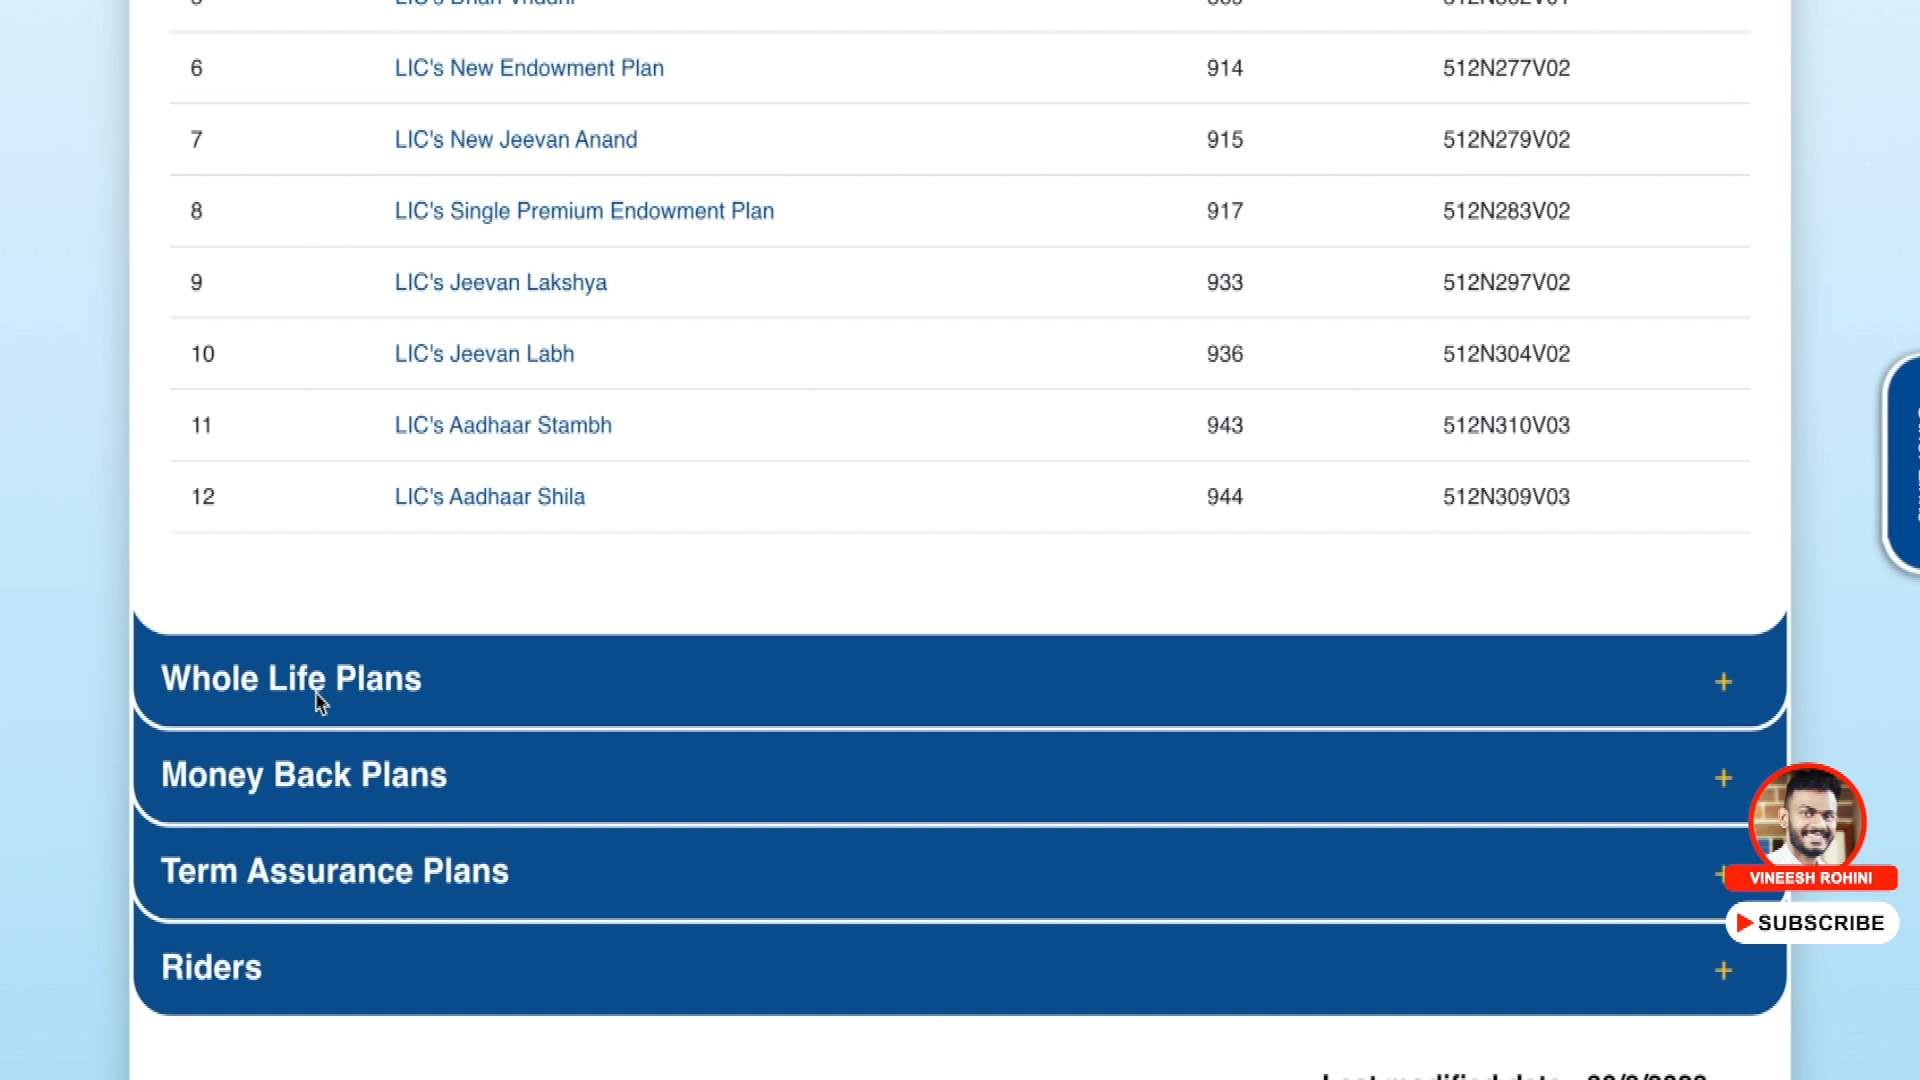 6 LIC's New Endowment Plan 914 512N277V02
7 LIC's New Jeevan Anand 915 512N279V02
8 LIC's Single Premium Endowment Plan 917 512N283V02
9 LIC's Jeevan Lakshya 933 512N297V02
10 LIC's Jeevan Labh 936 512N304V02
11 LIC's Aadhaar Stambh 943 512N310V03
12 LIC's Aadhaar Shila 944 512N309V03
Whole Life Plans +
Money Back Plans +
Term Assurance Plans
VINEESH ROHINI
SUBSCRIBE
Riders +